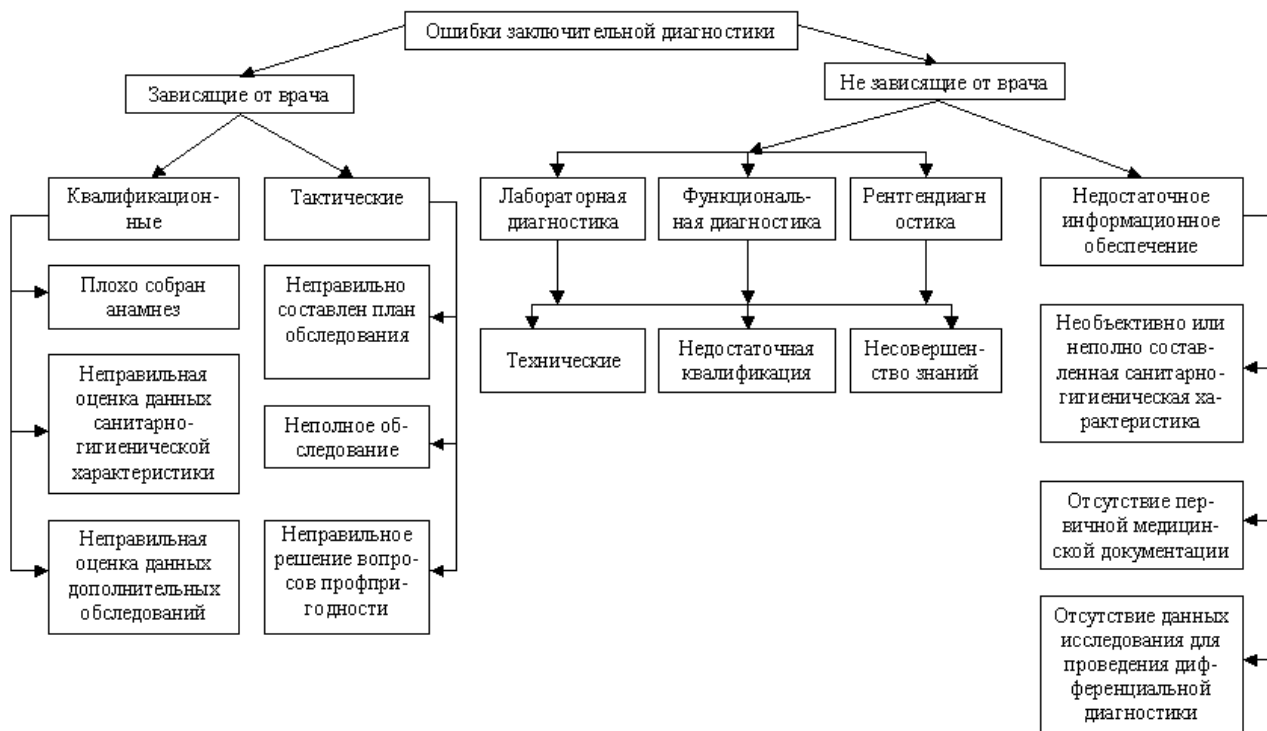 Ошибки заключительной диагностики
Зависящие от врача
Не зависящие от врача
Квалификацион-
ные
Тактические
Лабораторная
диагностика
Функциональ-
ная диагностика
Рентгендиагн
остика
Недостаточное
информационное
обеспечение
Плохо собран
анамнез
Неправильно
составлен план
обследования
Технические
Недостаточная
квалификация
Несовершен-
ство знаний
Необъективно или
неполно состав-
ленная санитарно-
гигиеническая ха-
рактеристика
Неправильная
оценка данных
санитарно-
гигиенической
характеристики
Неполное об-
следование
Отсутствие пер-
вичной медицин-
ской документации
Неправильная
оценка данных
дополнительных
обследований
Неправильное
решение вопро-
сов профпри-
годности
Отсутствие данных
исследования для
проведения диф-
ференциальной
диагностики